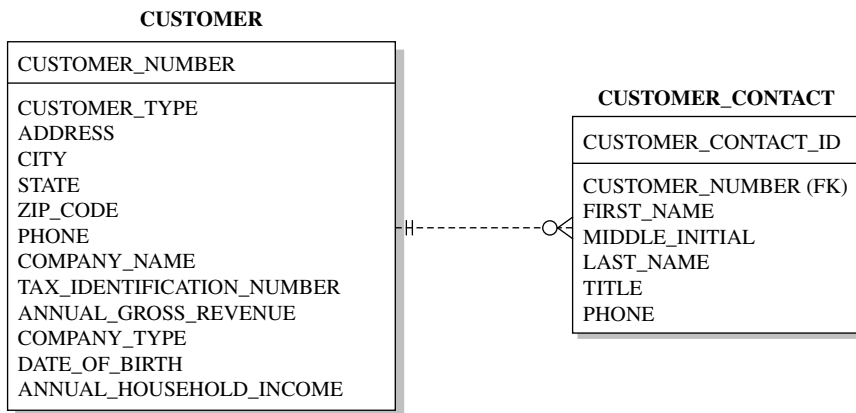 CUSTOMER
CUSTOMER_NUMBER
CUSTOMER_TYPE
ADDRESS
CITY
STATE
ZIP_CODE
PHONE
COMPANY_NAME
TAX_IDENTIFICATION_NUMBER
ANNUAL_GROSS_REVENUE
COMPANY_TYPE
DATE_OF_BIRTH
ANNUAL_HOUSEHOLD_INCOME
CUSTOMER_CONTACT
CUSTOMER_CONTACT_ID
CUSTOMER_NUMBER (FK)
FIRST_NAME
MIDDLE_INITIAL
LAST_NAME
TITLE
PHONE